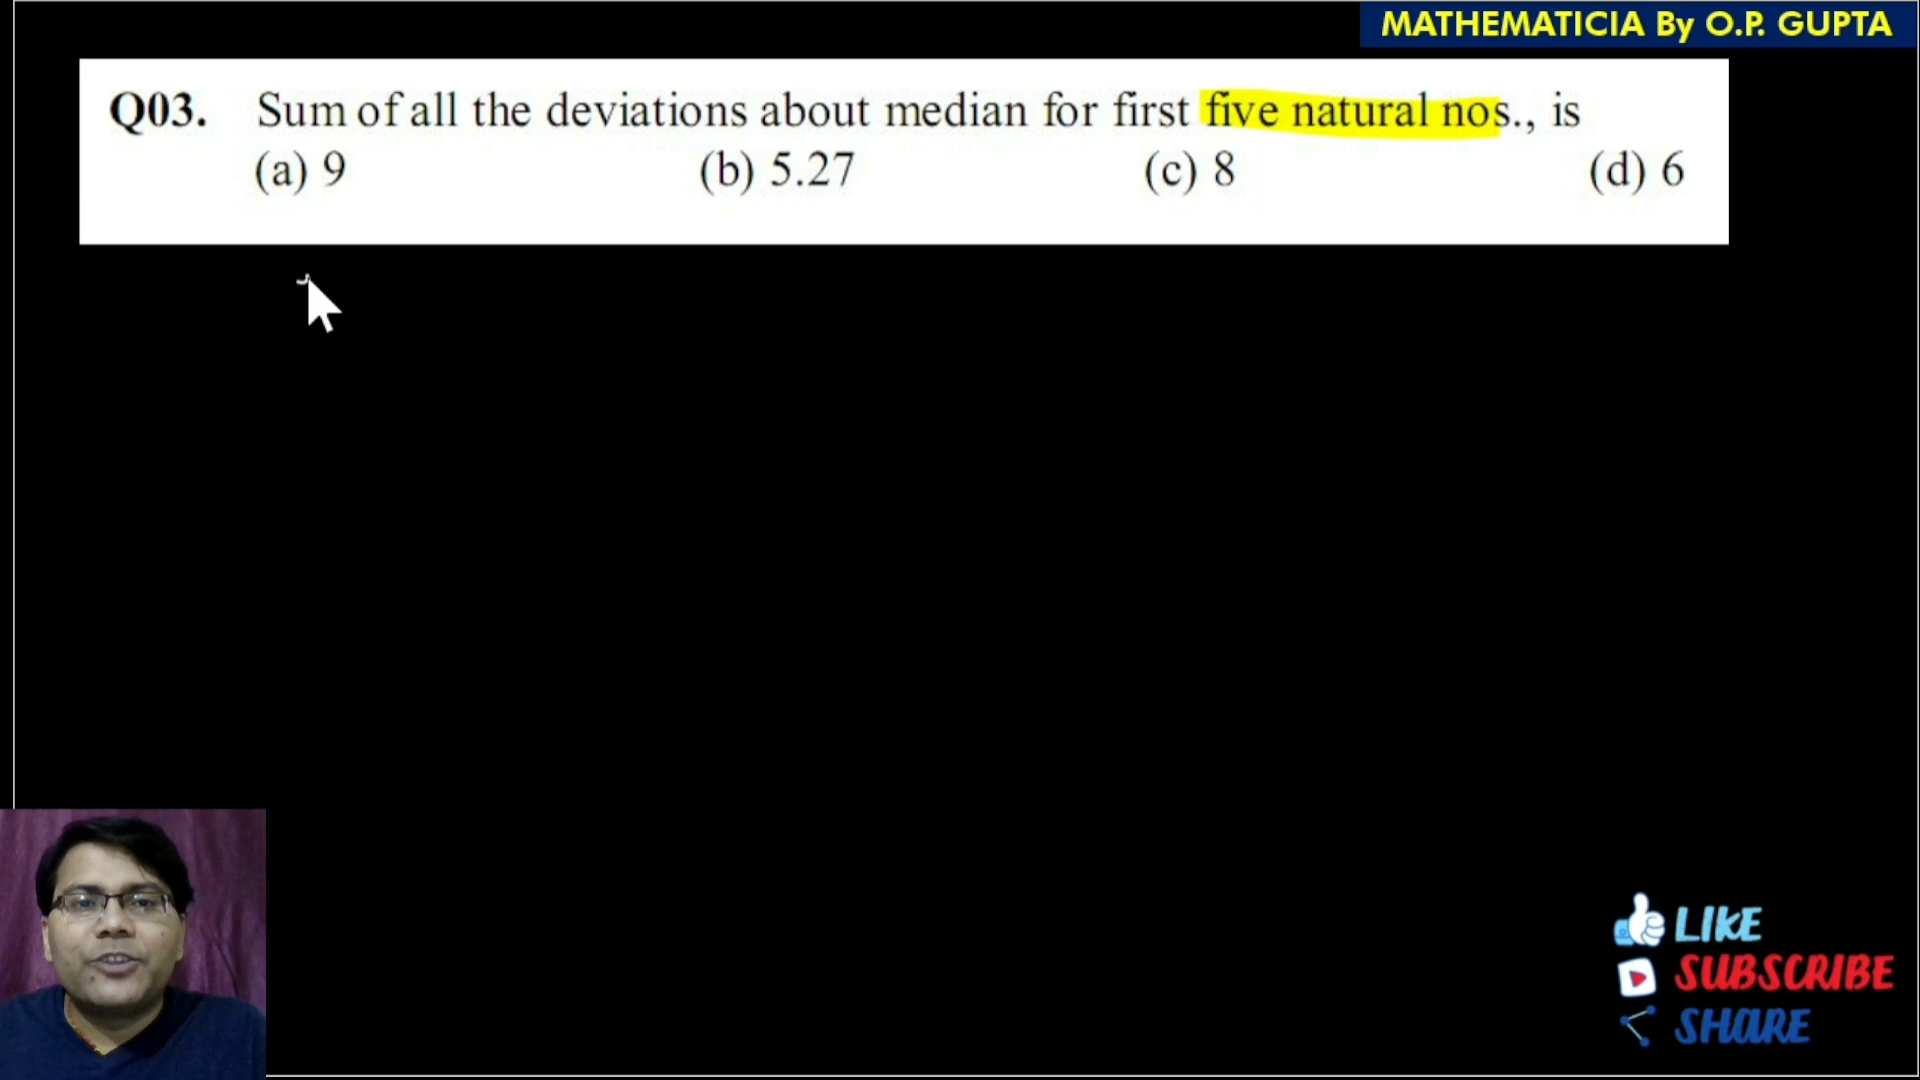 MATHEMATICIA By O.P. GUPTA
Q03. Sum of all the deviations about median for first five natural nos., is
(a) 9 (b) 5.27 (c) 8 (d) 6
LIKE
SUBSCRIBE
SHARE